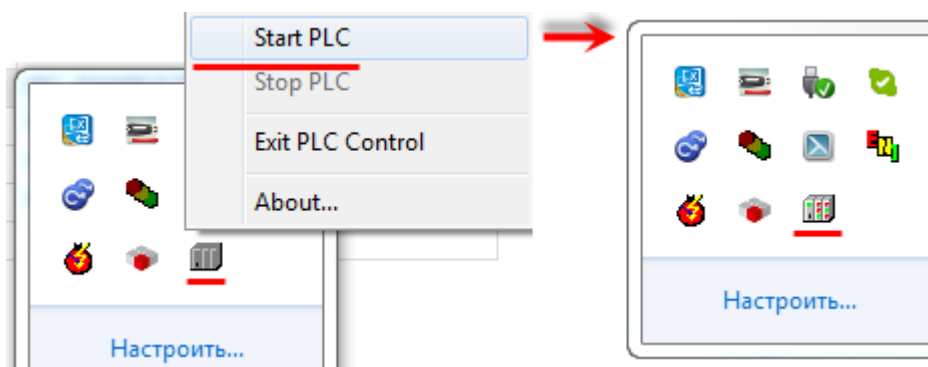 Start PLC
Stop PLC
Exit PLC Control
About...
Настроить...
Настроить...